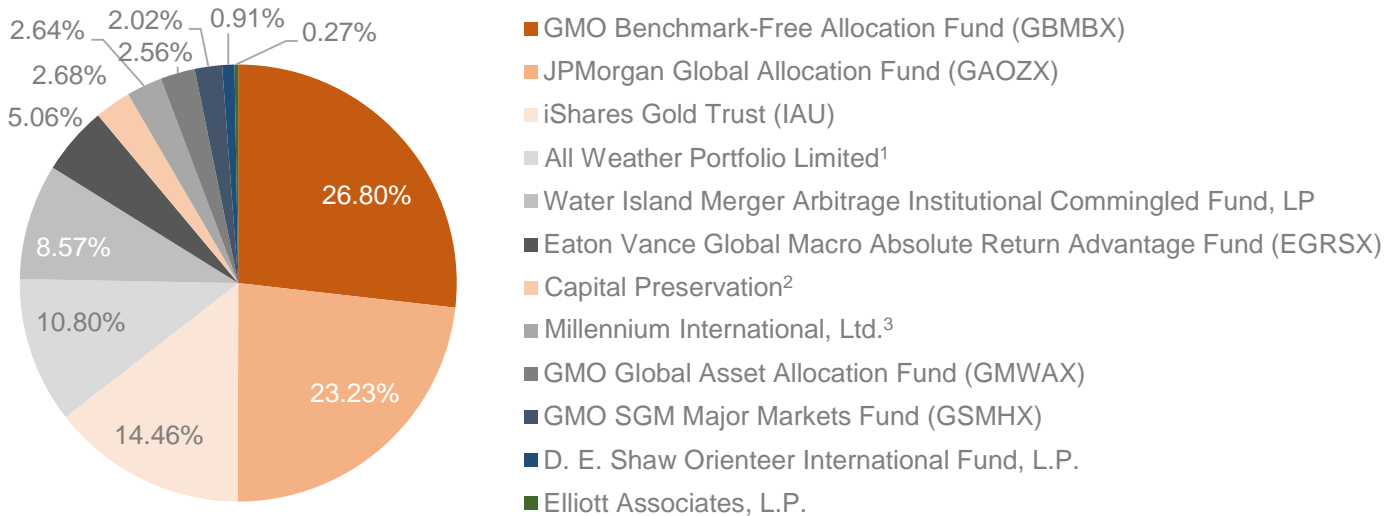 2.64%
2.02%
0.91%
0.27%
2.56%
2.68%
5.06%
26.80%
8.57%
10.80%
23.23%
14.46%
GMO Benchmark-Free Allocation Fund (GBMBX)
JPMorgan Global Allocation Fund (GAOZX)
iShares Gold Trust (IAU)
All Weather Portfolio Limited¹
Water Island Merger Arbitrage Institutional Commingled Fund, LP
Eaton Vance Global Macro Absolute Return Advantage Fund (EGRSX)
Capital Preservation²
Millennium International, Ltd.³
GMO Global Asset Allocation Fund (GMWAX)
GMO SGM Major Markets Fund (GSMHX)
D. E. Shaw Orienteer International Fund, L.P.
Elliott Associates, L.P.